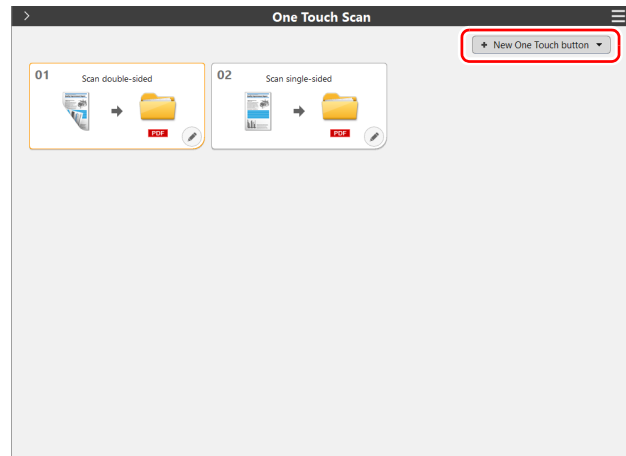 One Touch Scan
+ New One Touch button
01 Scan double-sided
02 Scan single-sided
PDF
PDF